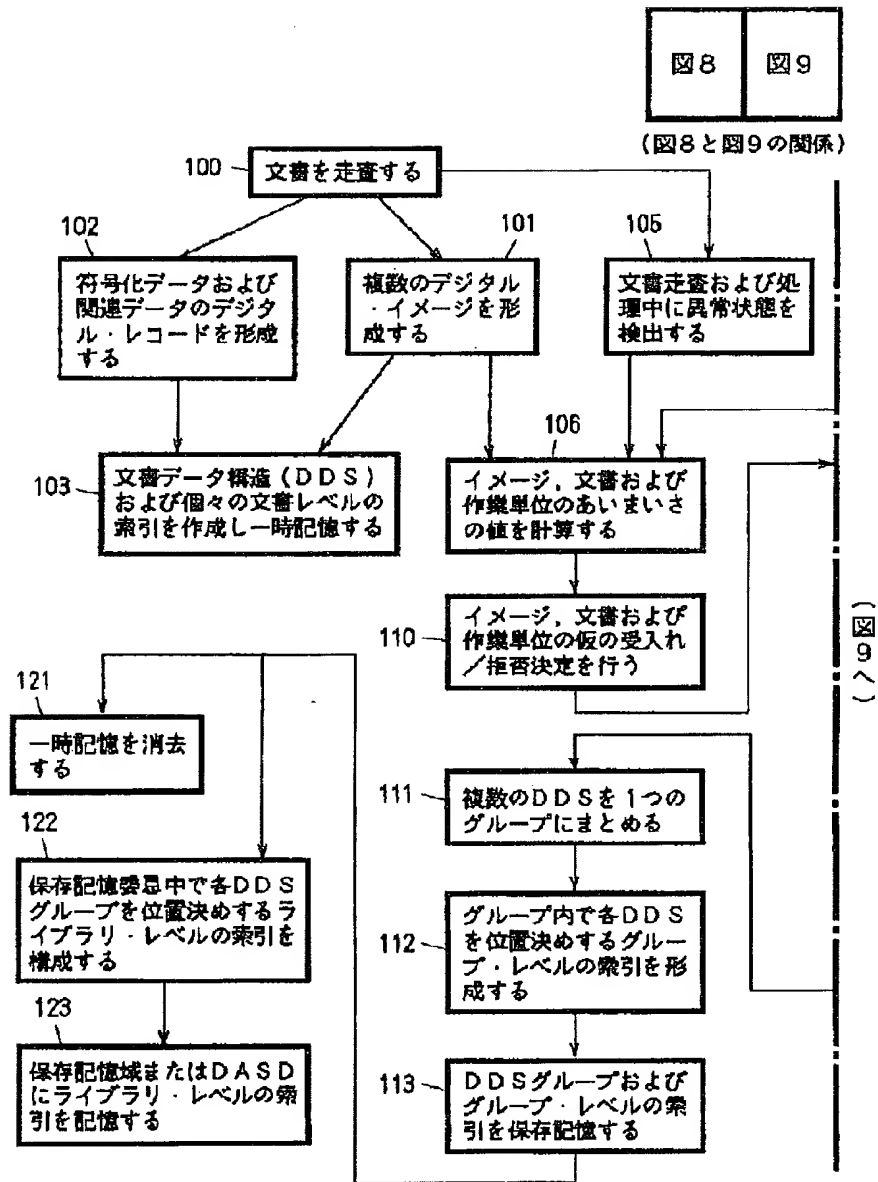 図8 図9
(図8と図9の関係)
100
文書を走査する
102
符号化データおよび
関連データのデジタ
ル・レコードを形成
する
101
複数のデジタル
・イメージを形
成する
105
文書走査および処
理中に異常状態を
検出する
103
文書データ構造(DDS)
および個々の文書レベルの
索引を作成し一時記憶する
106
イメージ,文書および
作業単位のあいまいさ
の値を計算する
110
イメージ,文書および
作業単位の仮の受入れ
/拒否決定を行う
(図9へ)
121
一時記憶を消去
する
111
複数のDDSを1つの
グループにまとめる
122
保存記憶委忌中で各DDS
グループを位置決めするラ
イブラリ・レベルの索引を
構成する
112
グループ内で各DDS
を位置決めするグルー
プ・レベルの索引を形
成する
123
保存記憶域またはDASD
にライブラリ・レベルの索
引を記憶する
113
DDSグループおよび
グループ・レベルの索
引を保存記憶する